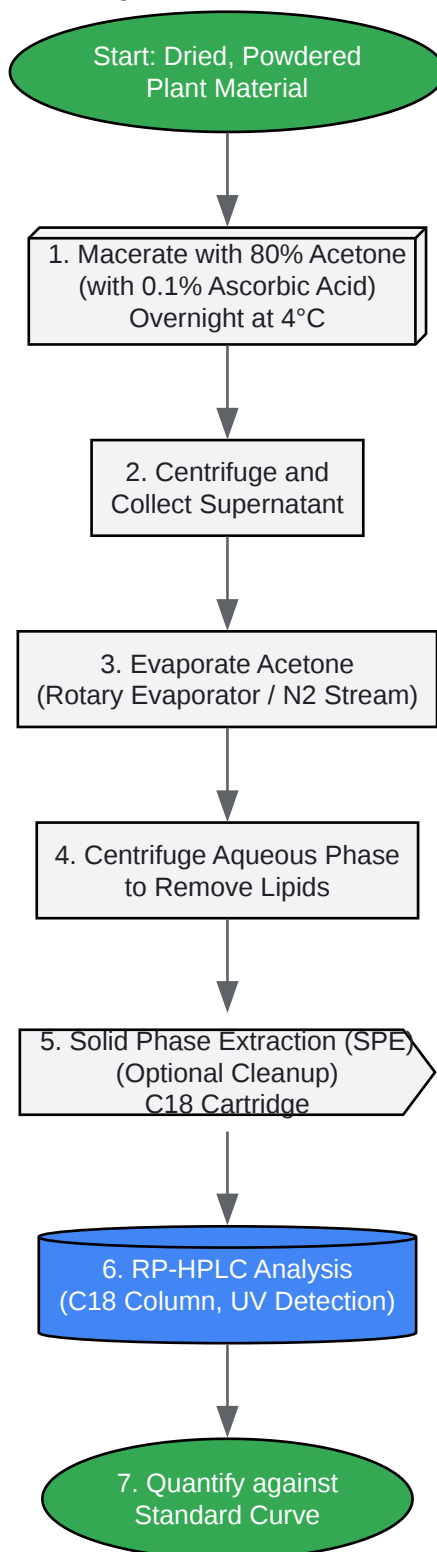 Start: Dried, Powdered
Plant Material
1. Macerate with 80% Acetone
(with 0.1% Ascorbic Acid)
Overnight at 4°C
2. Centrifuge and
Collect Supernatant
3. Evaporate Acetone
(Rotary Evaporator / N2 Stream)
4. Centrifuge Aqueous Phase
to Remove Lipids
5. Solid Phase Extraction (SPE)
(Optional Cleanup)
C18 Cartridge
6. RP-HPLC Analysis
(C18 Column, UV Detection)
7. Quantify against
Standard Curve